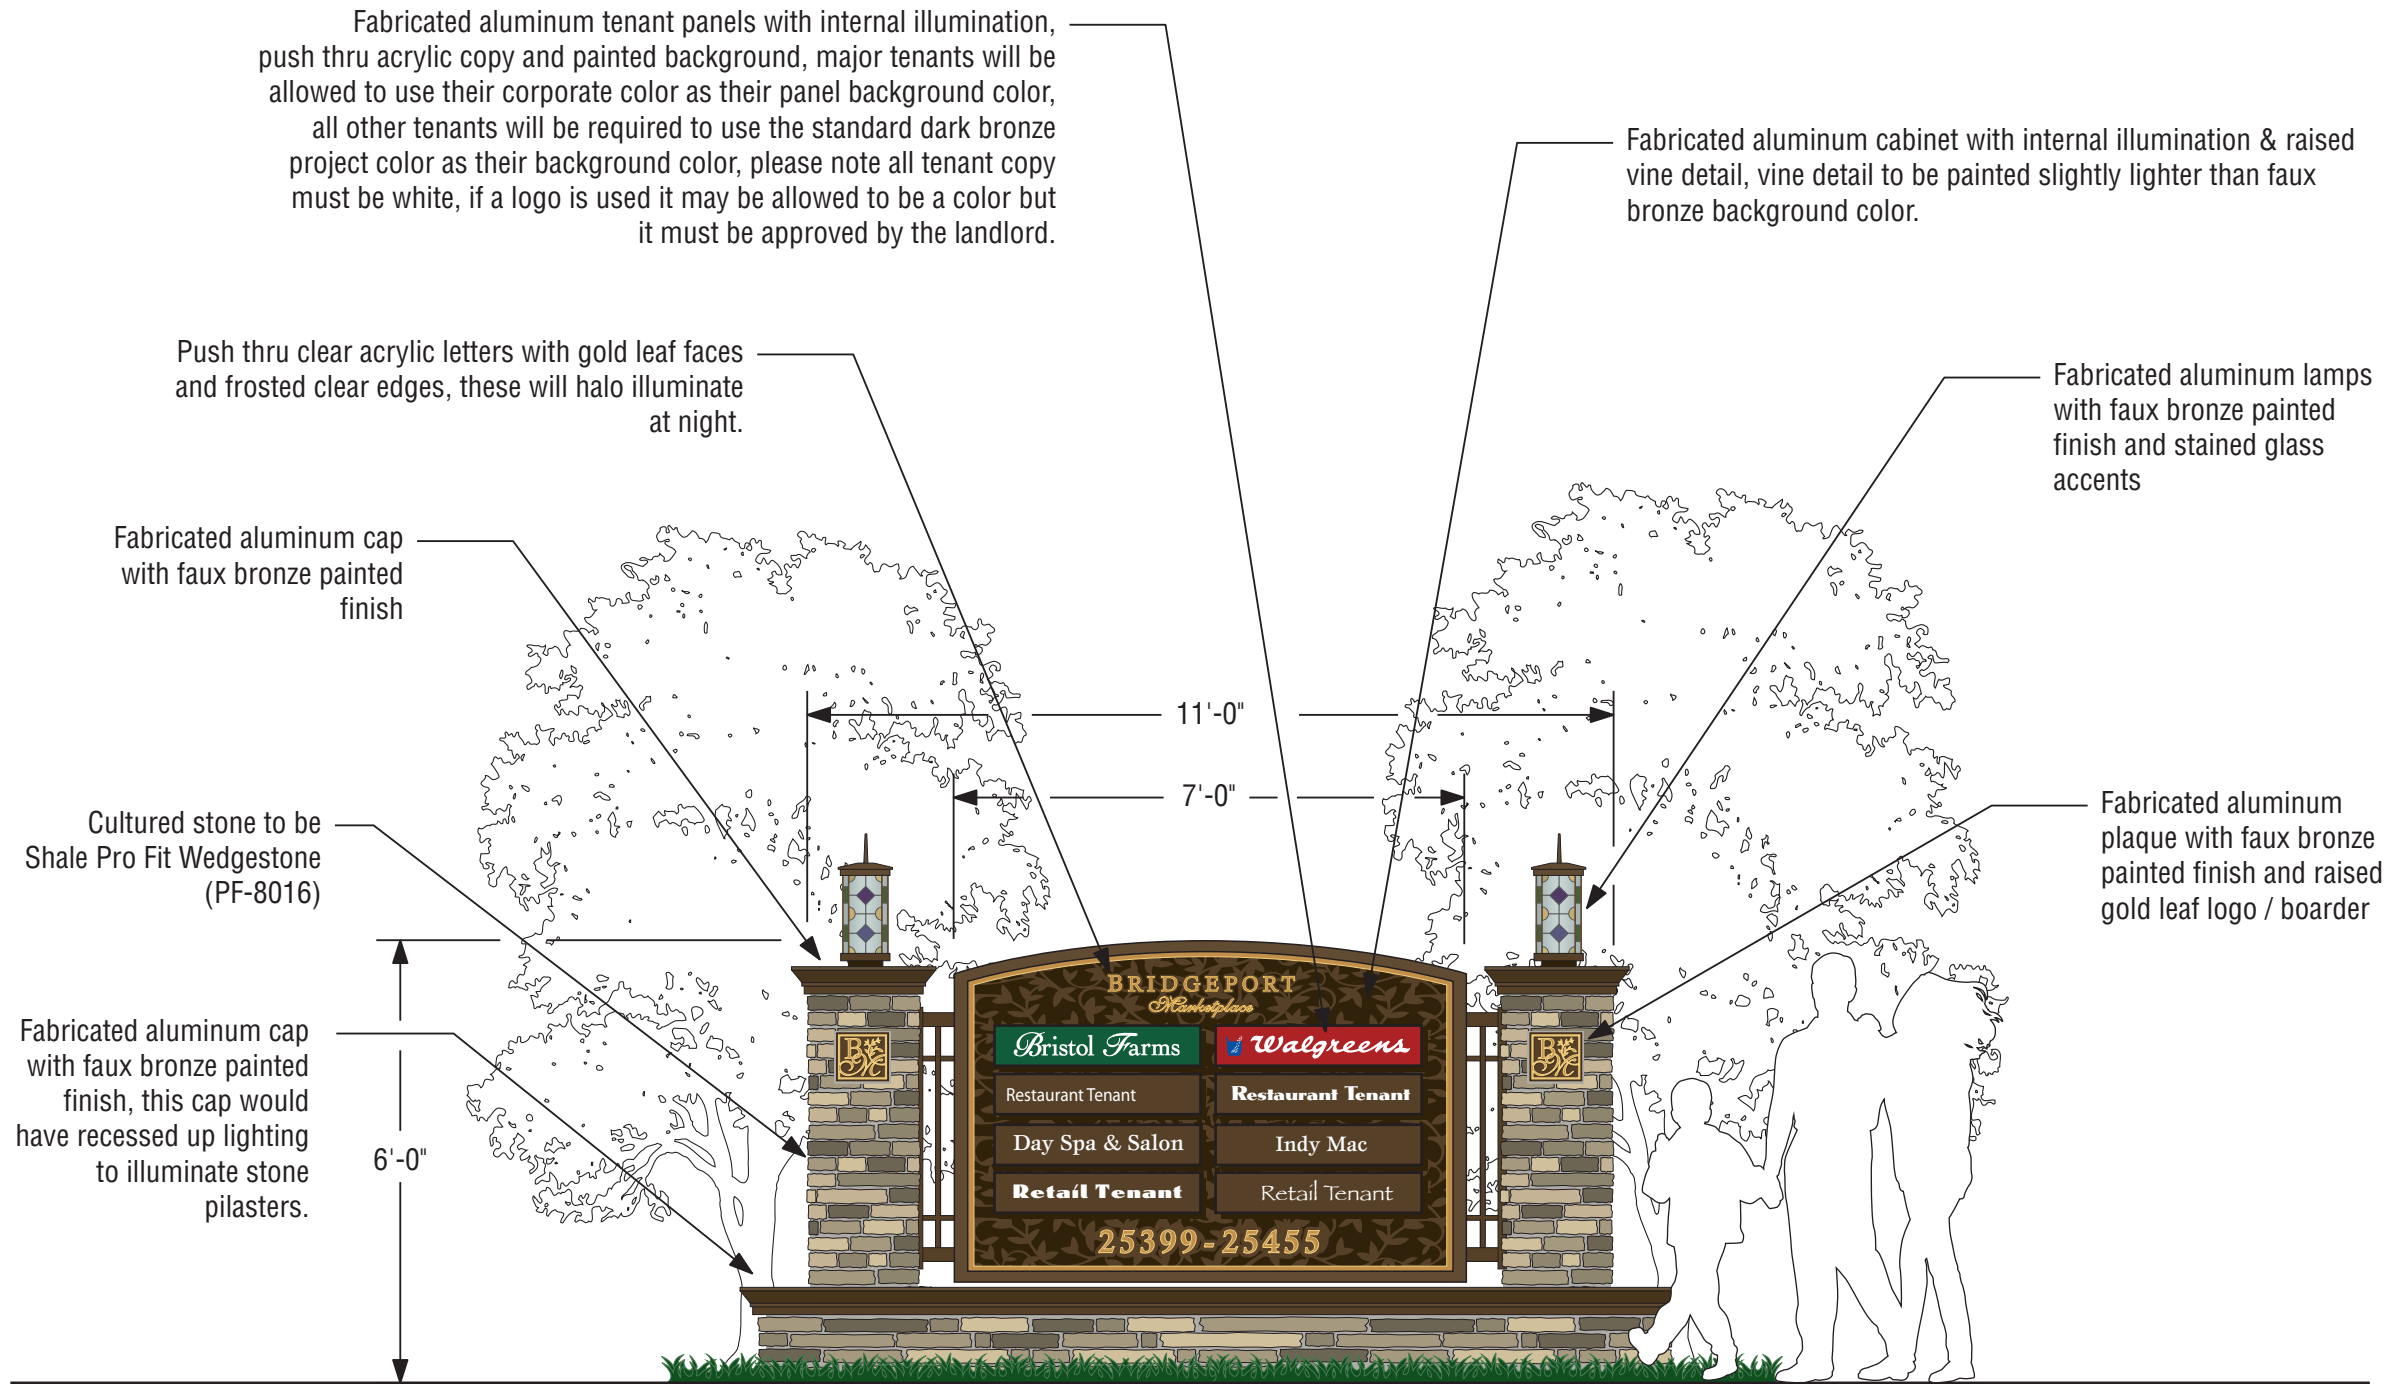 Fabricated aluminum tenant panels with internal illumination,
push thru acrylic copy and painted background, major tenants will be
allowed to use their corporate color as their panel background color,
all other tenants will be required to use the standard dark bronze
project color as their background color, please note all tenant copy
must be white, if a logo is used it may be allowed to be a color but
it must be approved by the landlord.
Fabricated aluminum cabinet with internal illumination & raised
vine detail, vine detail to be painted slightly lighter than faux
bronze background color.
Push thru clear acrylic letters with gold leaf faces
and frosted clear edges, these will halo illuminate
at night.
Fabricated aluminum lamps
with faux bronze painted
finish and stained glass
accents
Fabricated aluminum cap
with faux bronze painted
finish
11'-0"
7'-0"
Cultured stone to be
Shale Pro Fit Wedgestone
(PF-8016)
Fabricated aluminum
plaque with faux bronze
painted finish and raised
gold leaf logo / boarder
Fabricated aluminum cap
with faux bronze painted
finish, this cap would
have recessed up lighting
to illuminate stone
pilasters.
6'-0"
BRIDGEPORT
Marketplace
BM
BM
Bristol Farms
Walgreens
Restaurant Tenant
Restaurant Tenant
Day Spa & Salon
Indy Mac
Retail Tenant
Retail Tenant
25399-25455